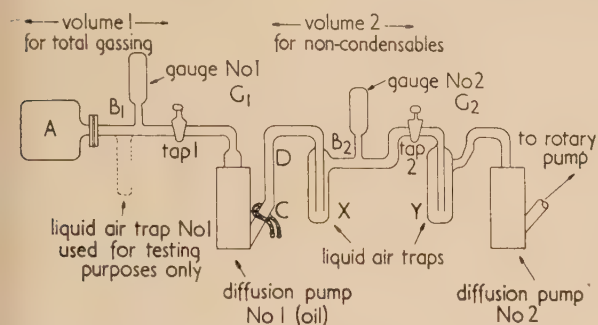 volume 1
for total gassing
volume 2
for non-condensables
gauge No1
G1
gauge No2
G2
B1
A
tap 1
D
B2
tap
2
to rotary
pump
C
X
Y
liquid air trap No1
used for testing
purposes only
liquid air traps
diffusion pump
No 1 (oil)
diffusion pump
No 2